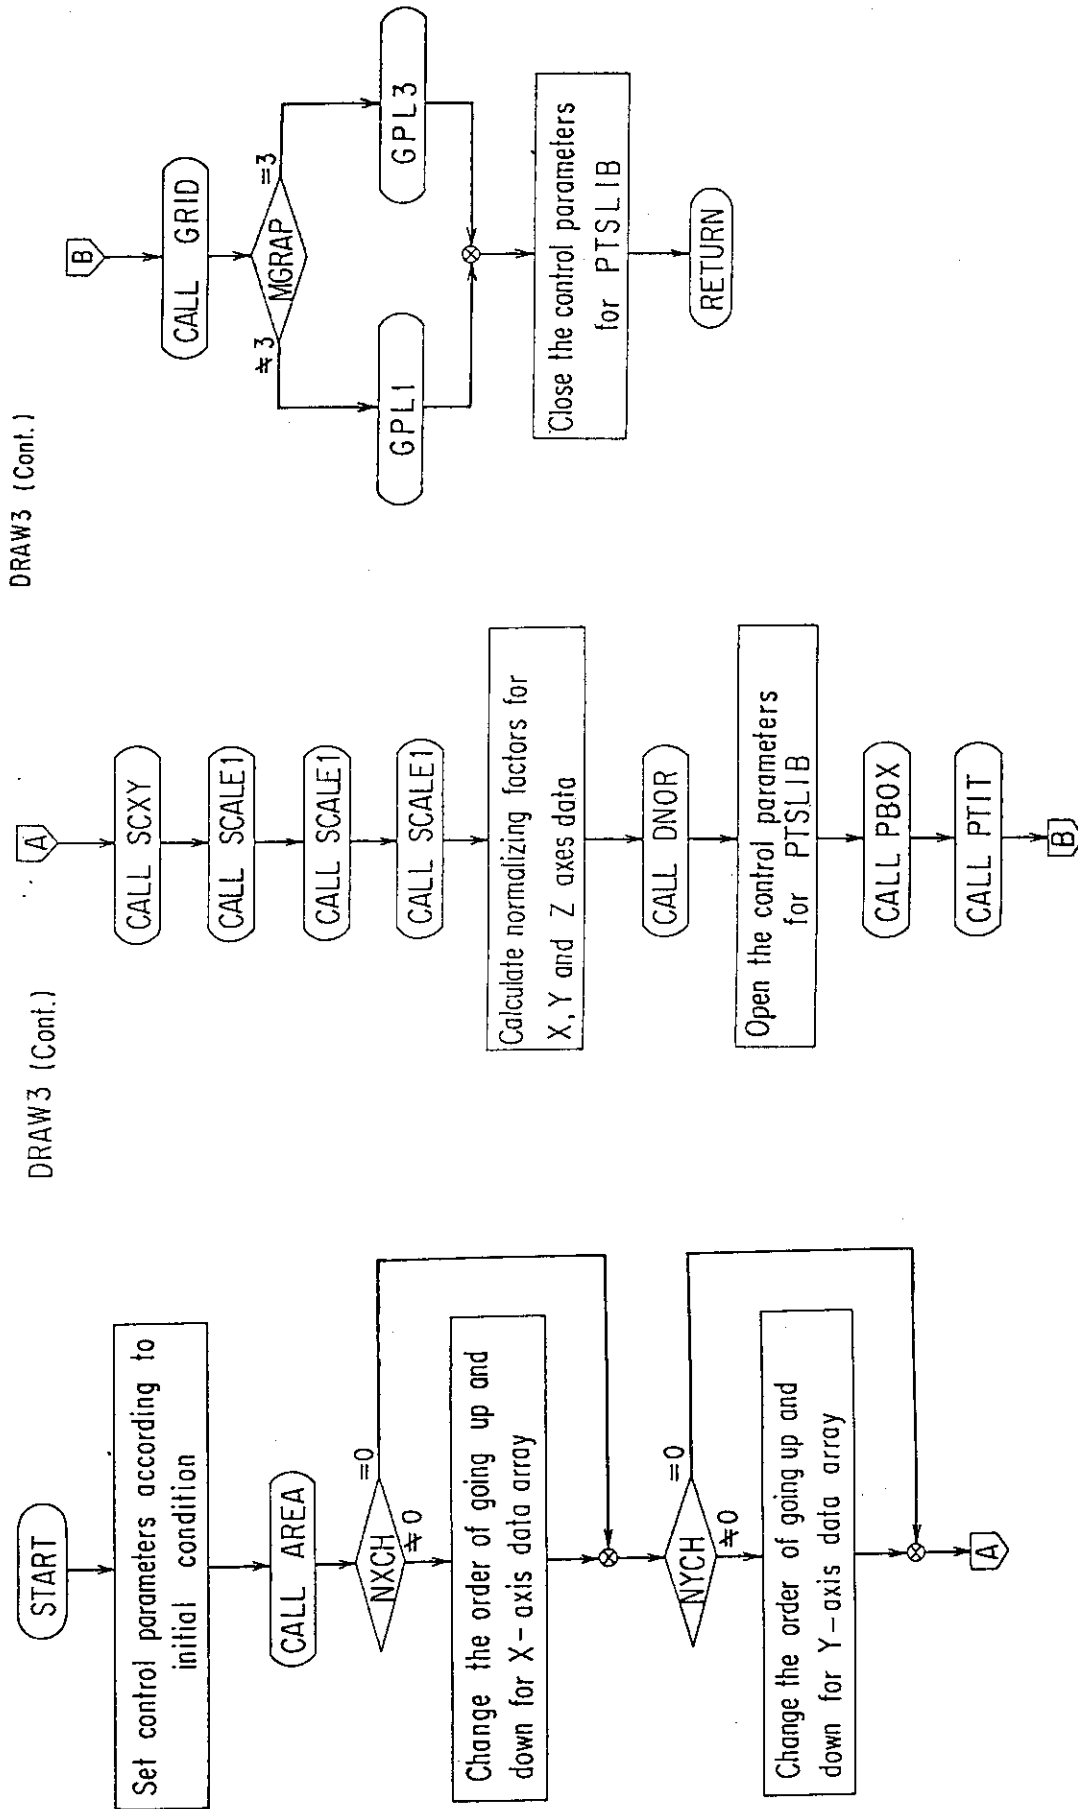 START
Set control parameters according to
initial condition
CALL AREA
NXCH
=0
≠0
Change the order of going up and
down for X-axis data array
NYCH
=0
≠0
Change the order of going up and
down for Y-axis data array
A
DRAW3 (Cont.)
A
CALL SCXY
CALL SCALE1
CALL SCALE1
CALL SCALE1
Calculate normalizing factors for
X, Y and Z axes data
CALL DNOR
Open the control parameters
for PTSLIB
CALL PBOX
CALL PTIT
B
DRAW3 (Cont.)
B
CALL GRID
MGRAP
≠3
=3
GPL1
GPL3
Close the control parameters
for PTSLIB
RETURN